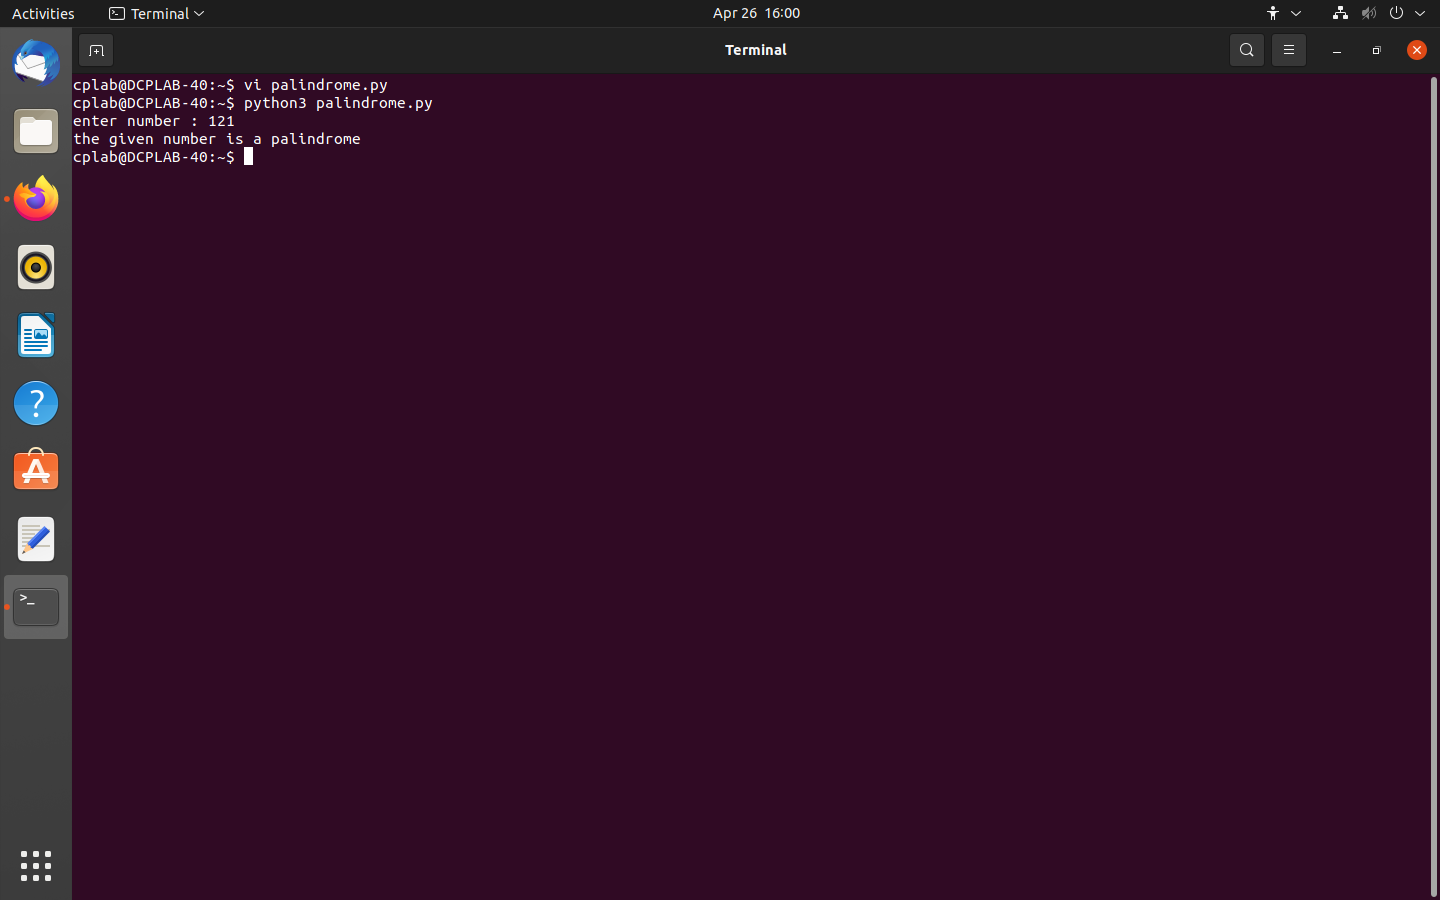 Activities
Terminal
Apr 26 16:00
Terminal
cplab@DCPLAB-40:~$ vi palindrome.py
cplab@DCPLAB-40:~$ python3 palindrome.py
enter number : 121
the given number is a palindrome
cplab@DCPLAB-40:~$